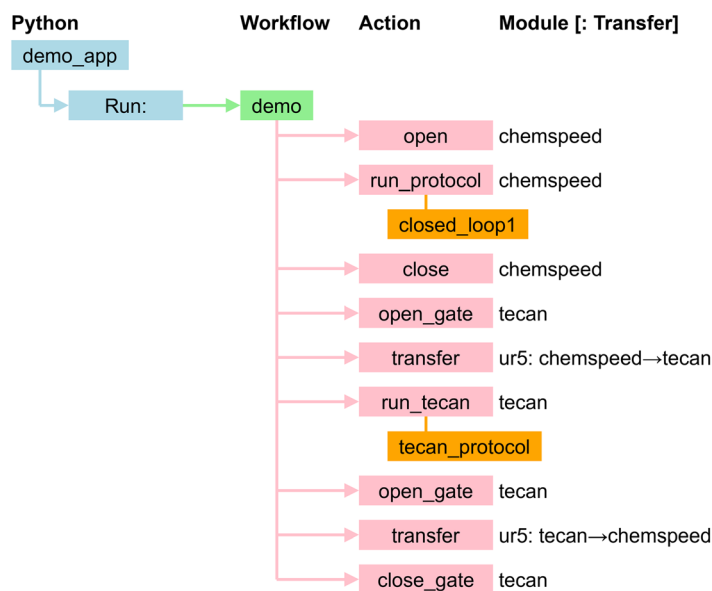 Python Workflow Action Module [: Transfer]
demo_app
Run: demo
open chemspeed
run_protocol chemspeed
closed_loop1
close chemspeed
open_gate tecan
transfer ur5: chemspeed→tecan
run_tecan tecan
tecan_protocol
open_gate tecan
transfer ur5: tecan→chemspeed
close_gate tecan